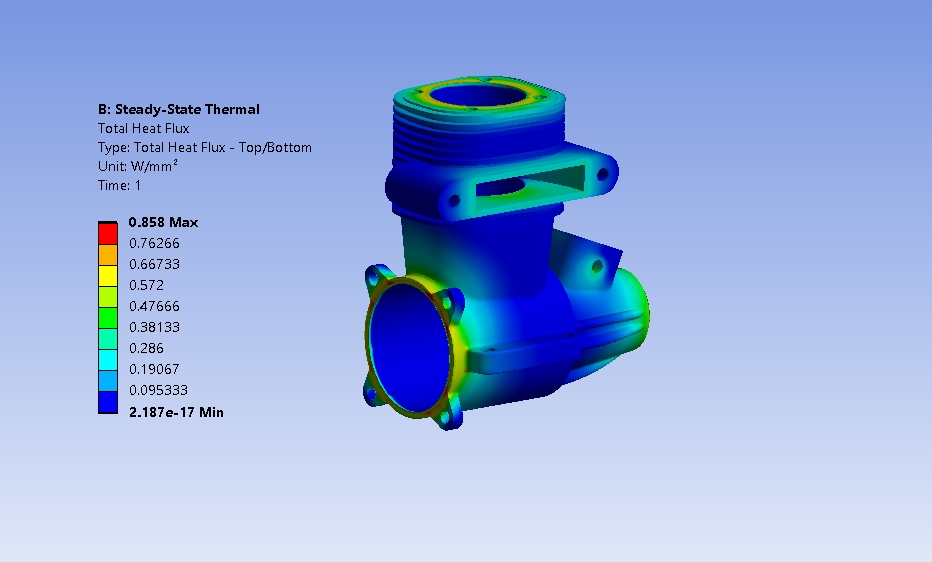 B: Steady-State Thermal
Total Heat Flux
Type: Total Heat Flux - Top/Bottom
Unit: W/mm²
Time: 1
0.858 Max
0.76266
0.66733
0.572
0.47666
0.38133
0.286
0.19067
0.095333
2.187e-17 Min